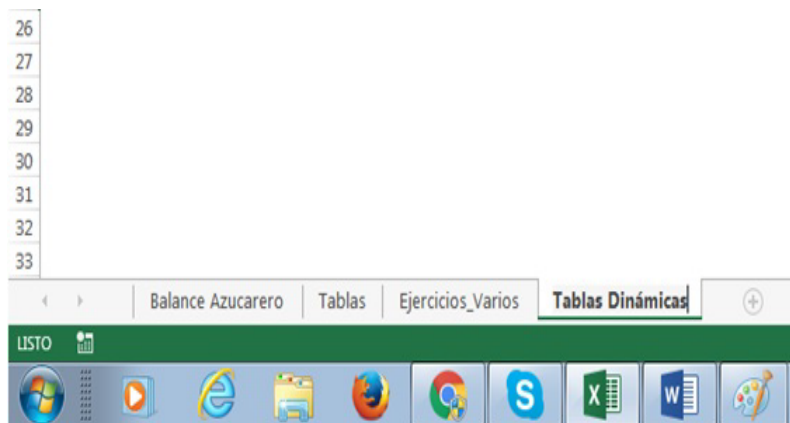 26
27
28
29
30
31
32
33
Balance Azucarero Tablas Ejercicios_Varios Tablas Dinámicas
LISTO
S X W